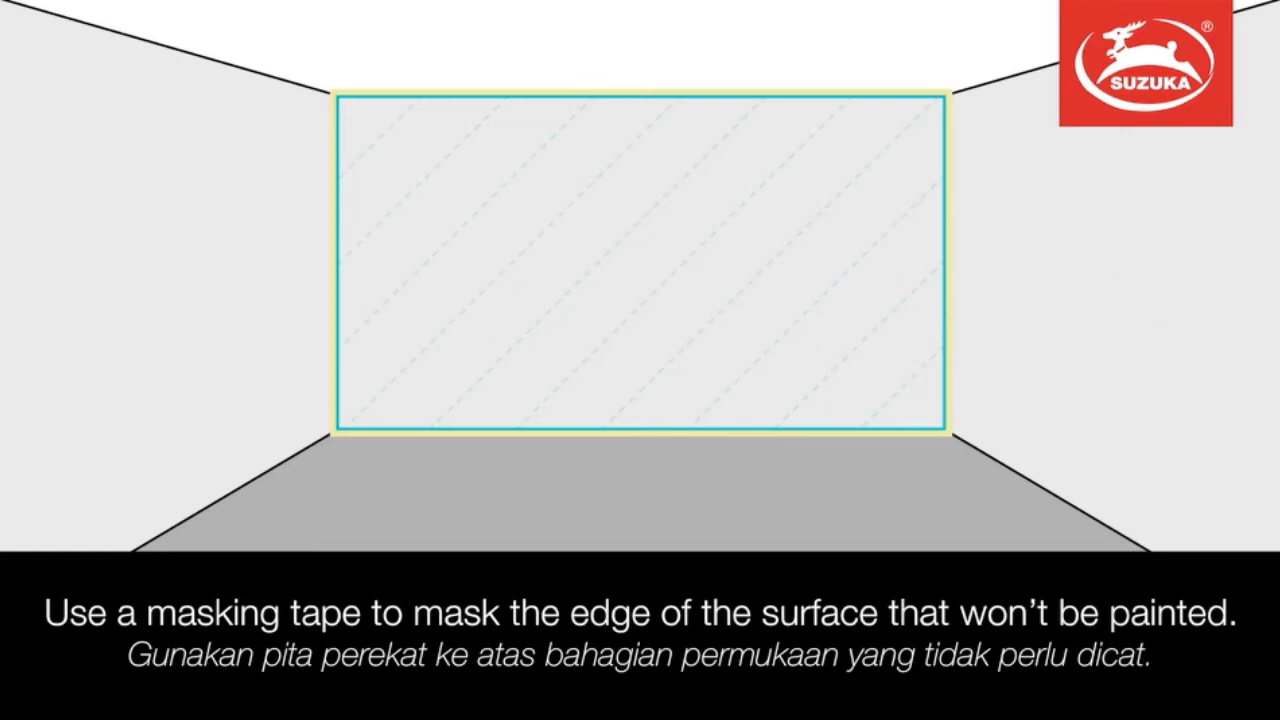 SUZUKA
®
Use a masking tape to mask the edge of the surface that won’t be painted.
Gunakan pita perekat ke atas bahagian permukaan yang tidak perlu dicat.